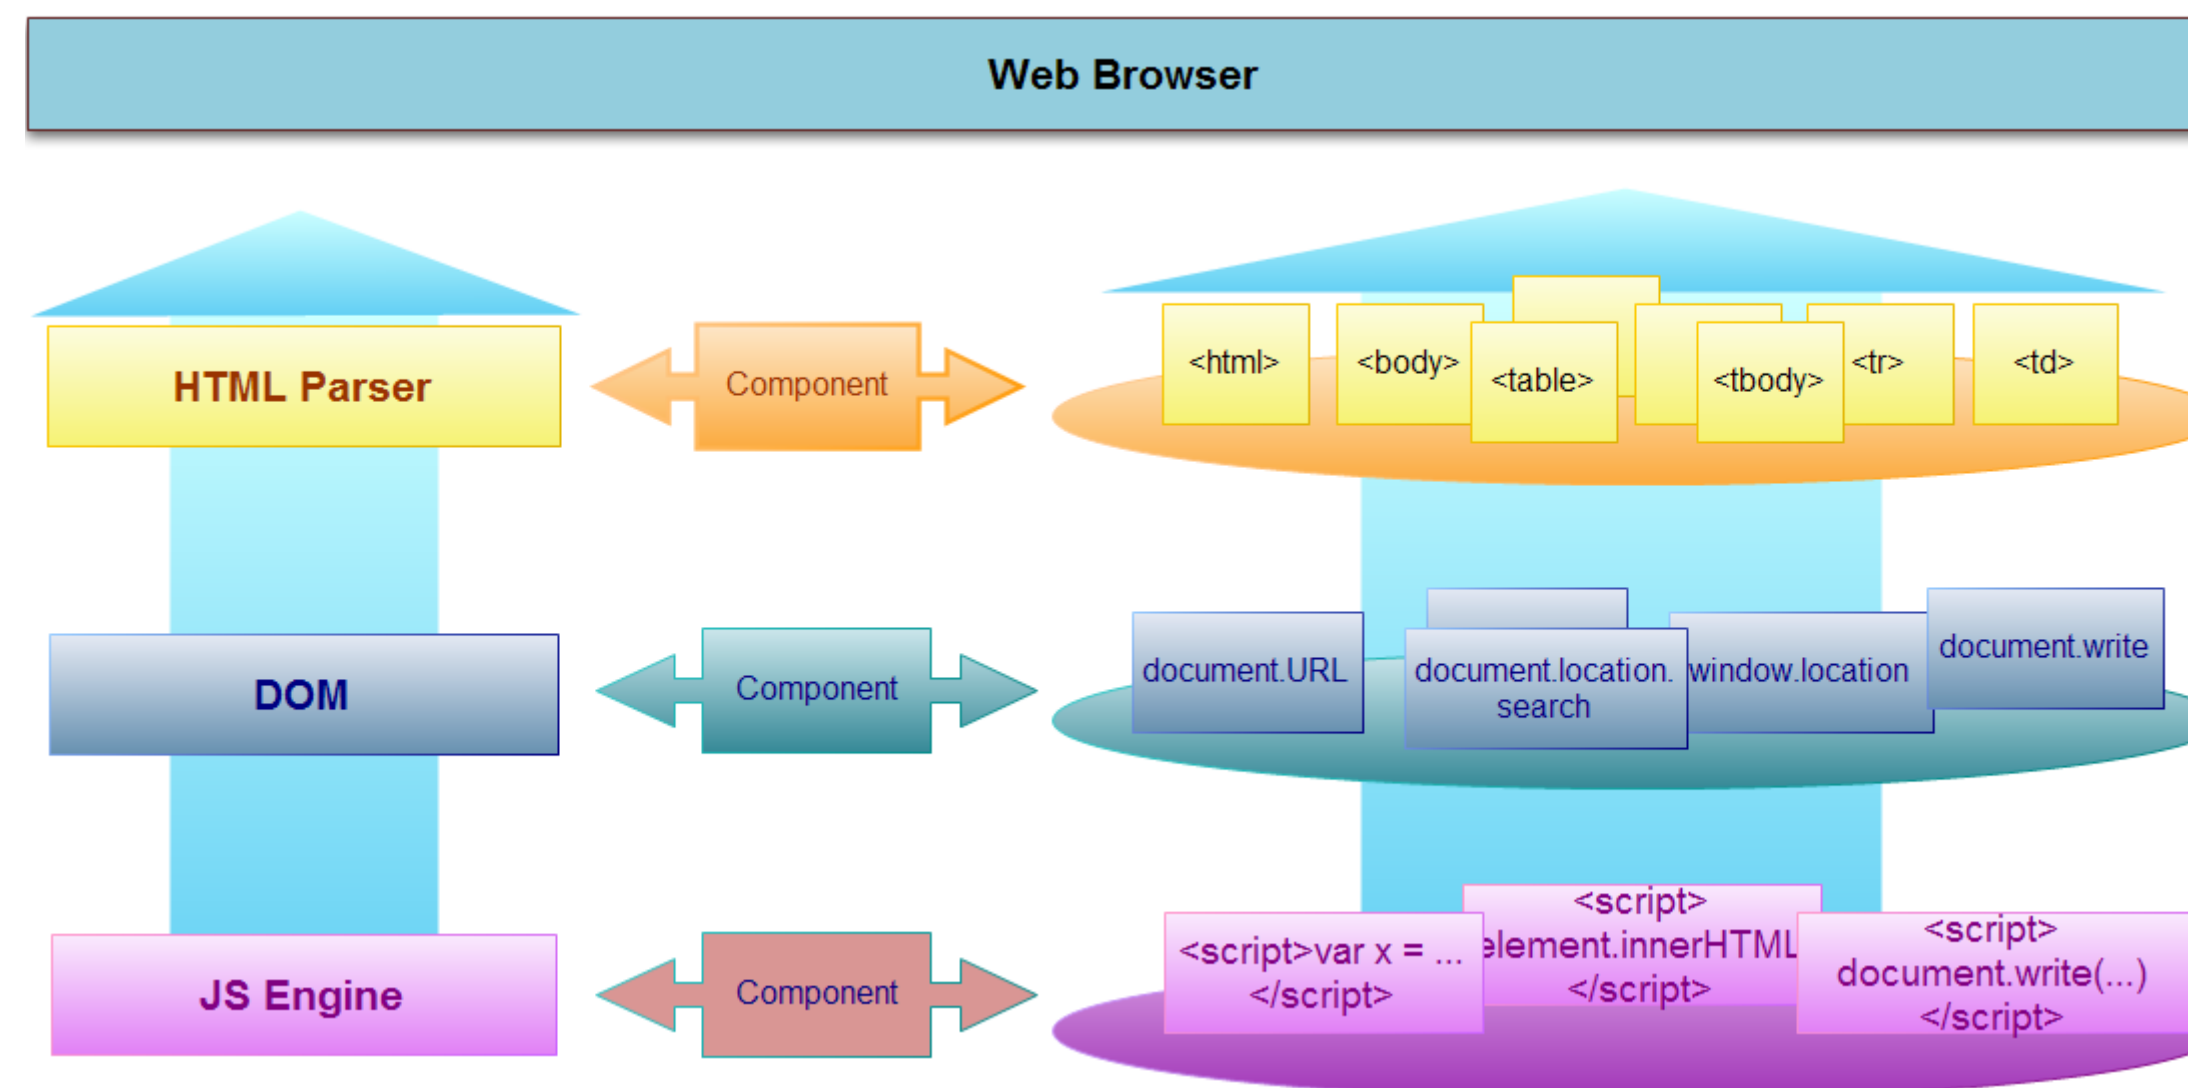 Web Browser
HTML Parser
Component
<html>
<body>
<table>
<tbody>
<tr>
<td>
DOM
Component
document.URL
document.location.
search
window.location
document.write
JS Engine
Component
<script>var x = ...
</script>
<script>
element.innerHTML
</script>
<script>
document.write(...)
</script>